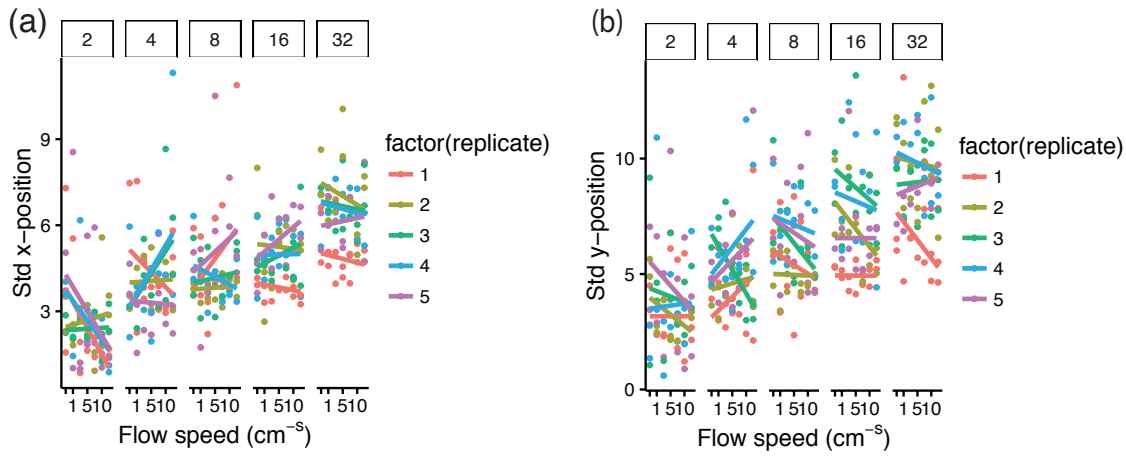 (a)
2 4 8 16 32
Std x−position
9
6
3
1 510 1 510 1 510 1 510 1 510
Flow speed (cm⁻ˢ)
factor(replicate)
1
2
3
4
5
(b)
2 4 8 16 32
Std y−position
10
5
0
1 510 1 510 1 510 1 510 1 510
Flow speed (cm⁻ˢ)
factor(replicate)
1
2
3
4
5